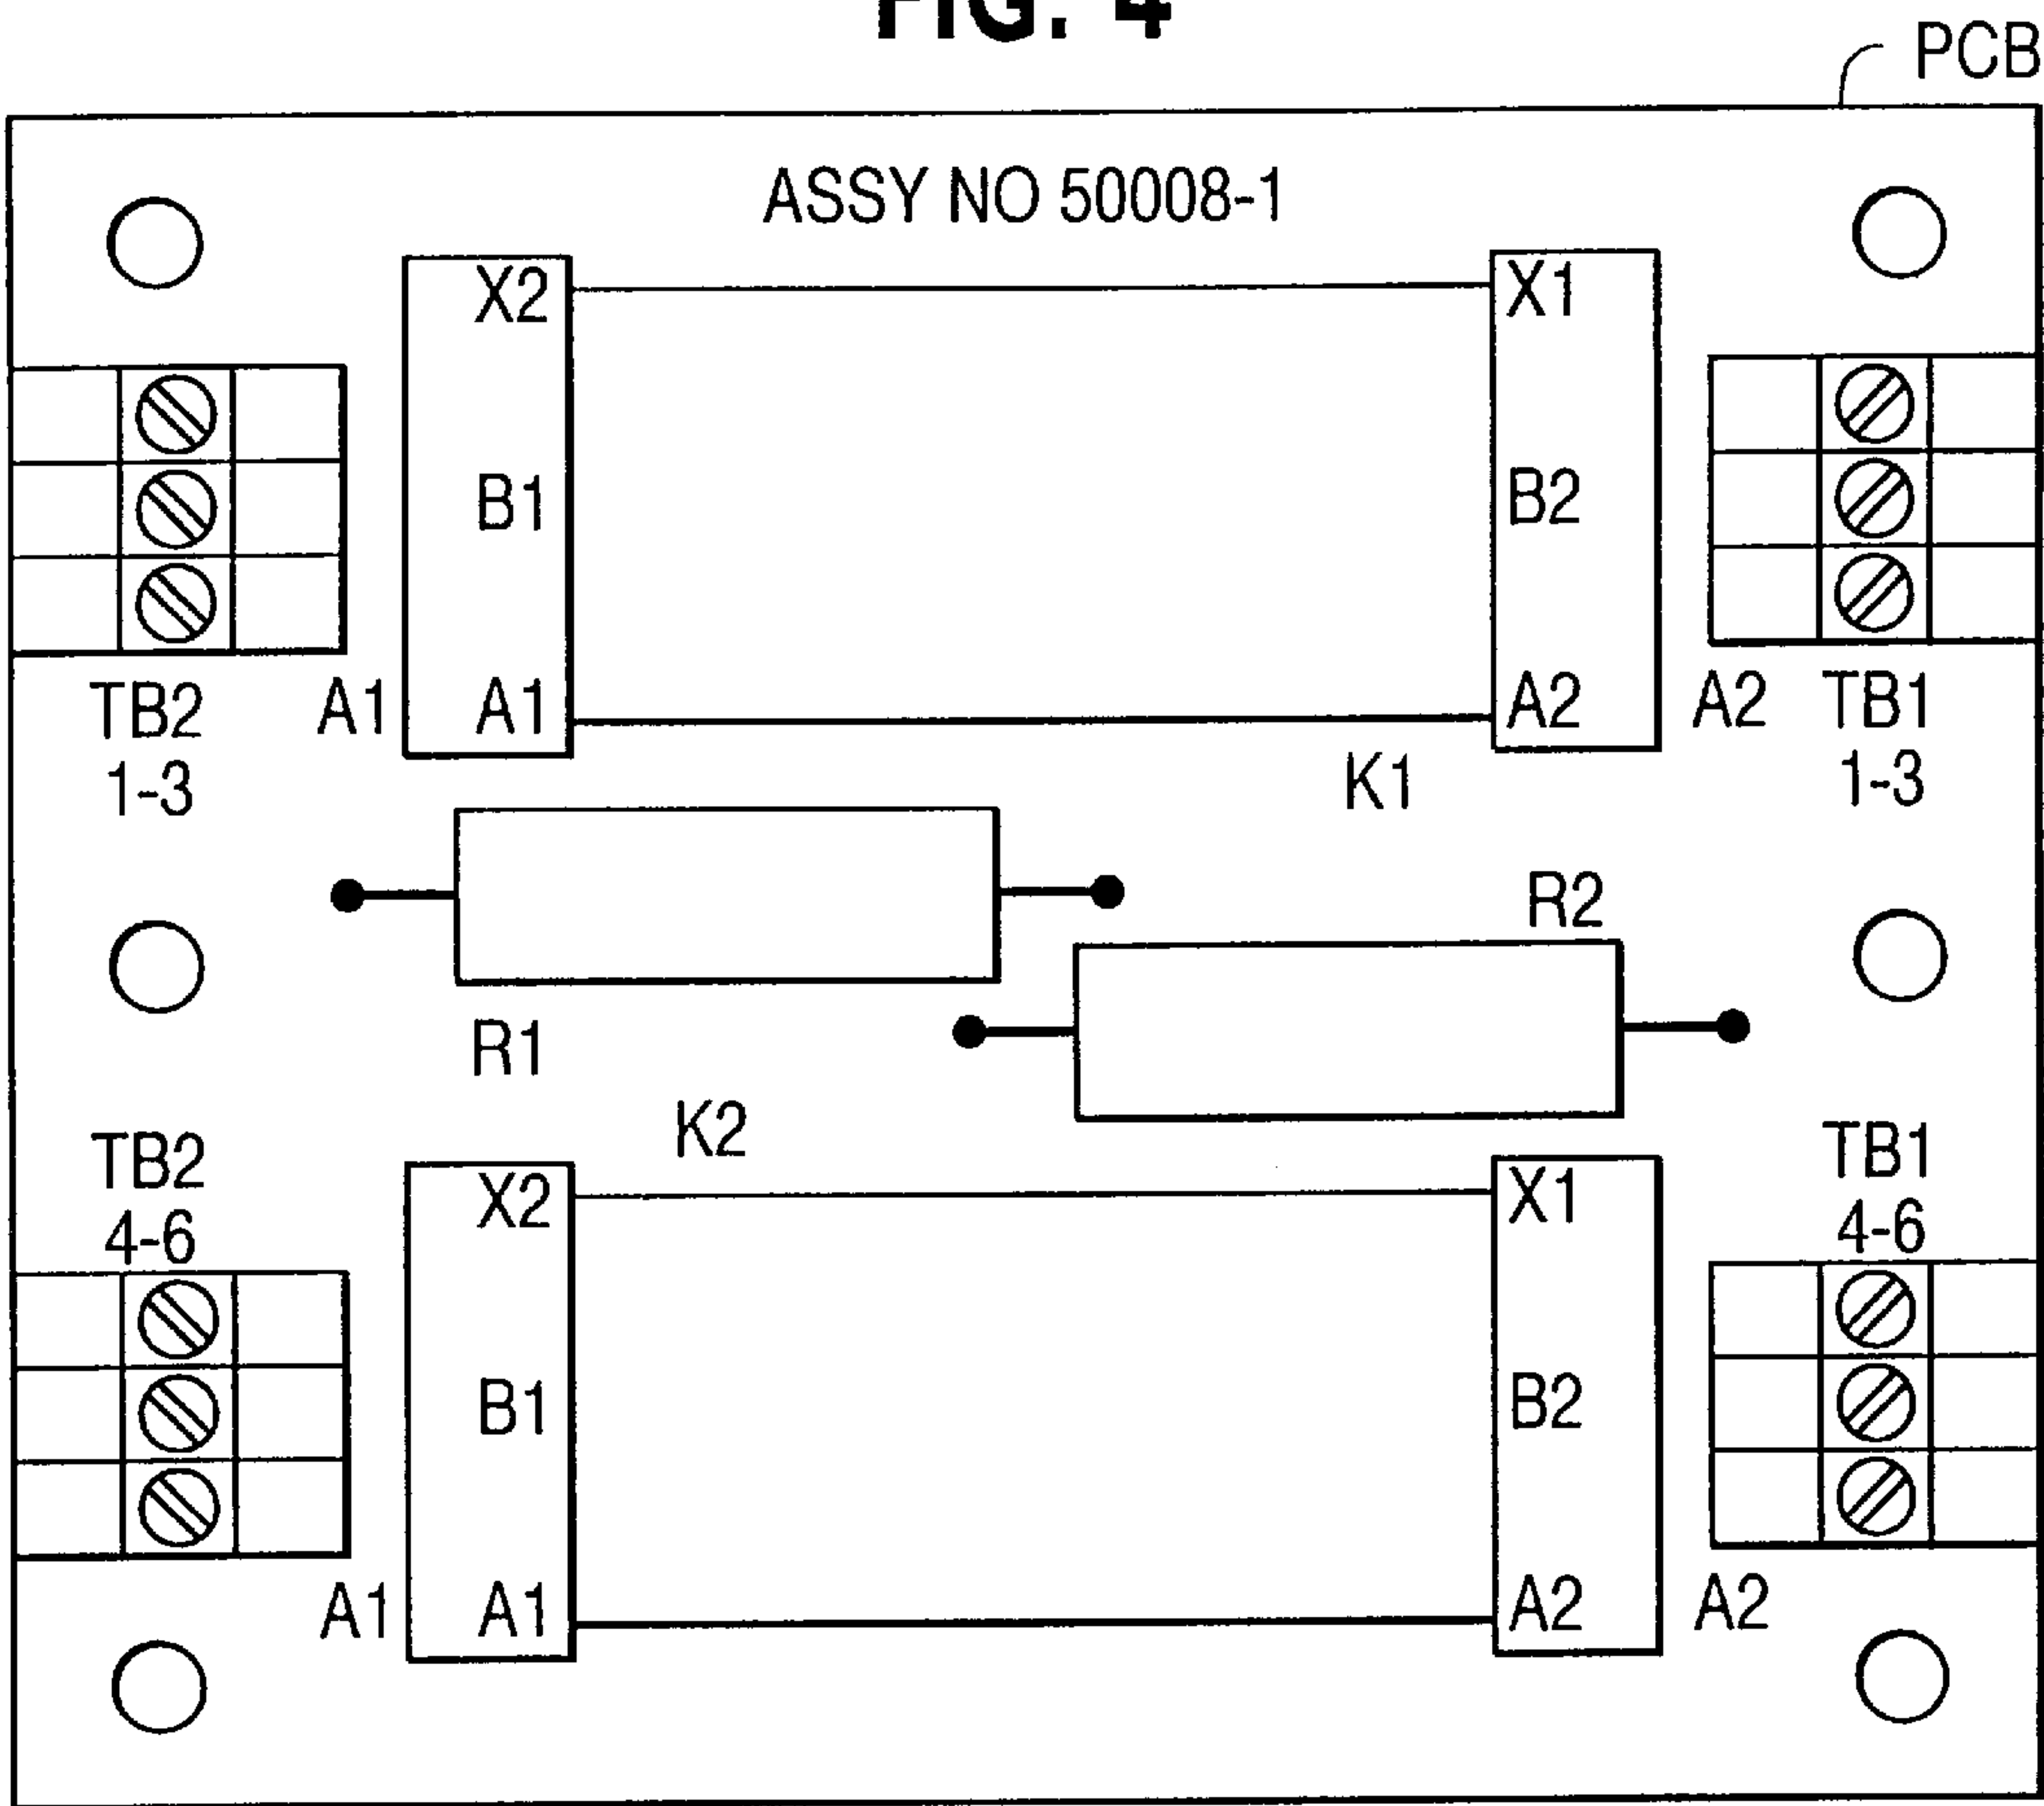 FIG. 4
PCB
ASSY NO 50008-1
X2 X1
B1 B2
A1 A1 A2 A2
TB2 TB1
1-3 1-3
K1
R2
R1
K2
TB2 TB1
4-6 4-6
X2 X1
B1 B2
A1 A1 A2 A2